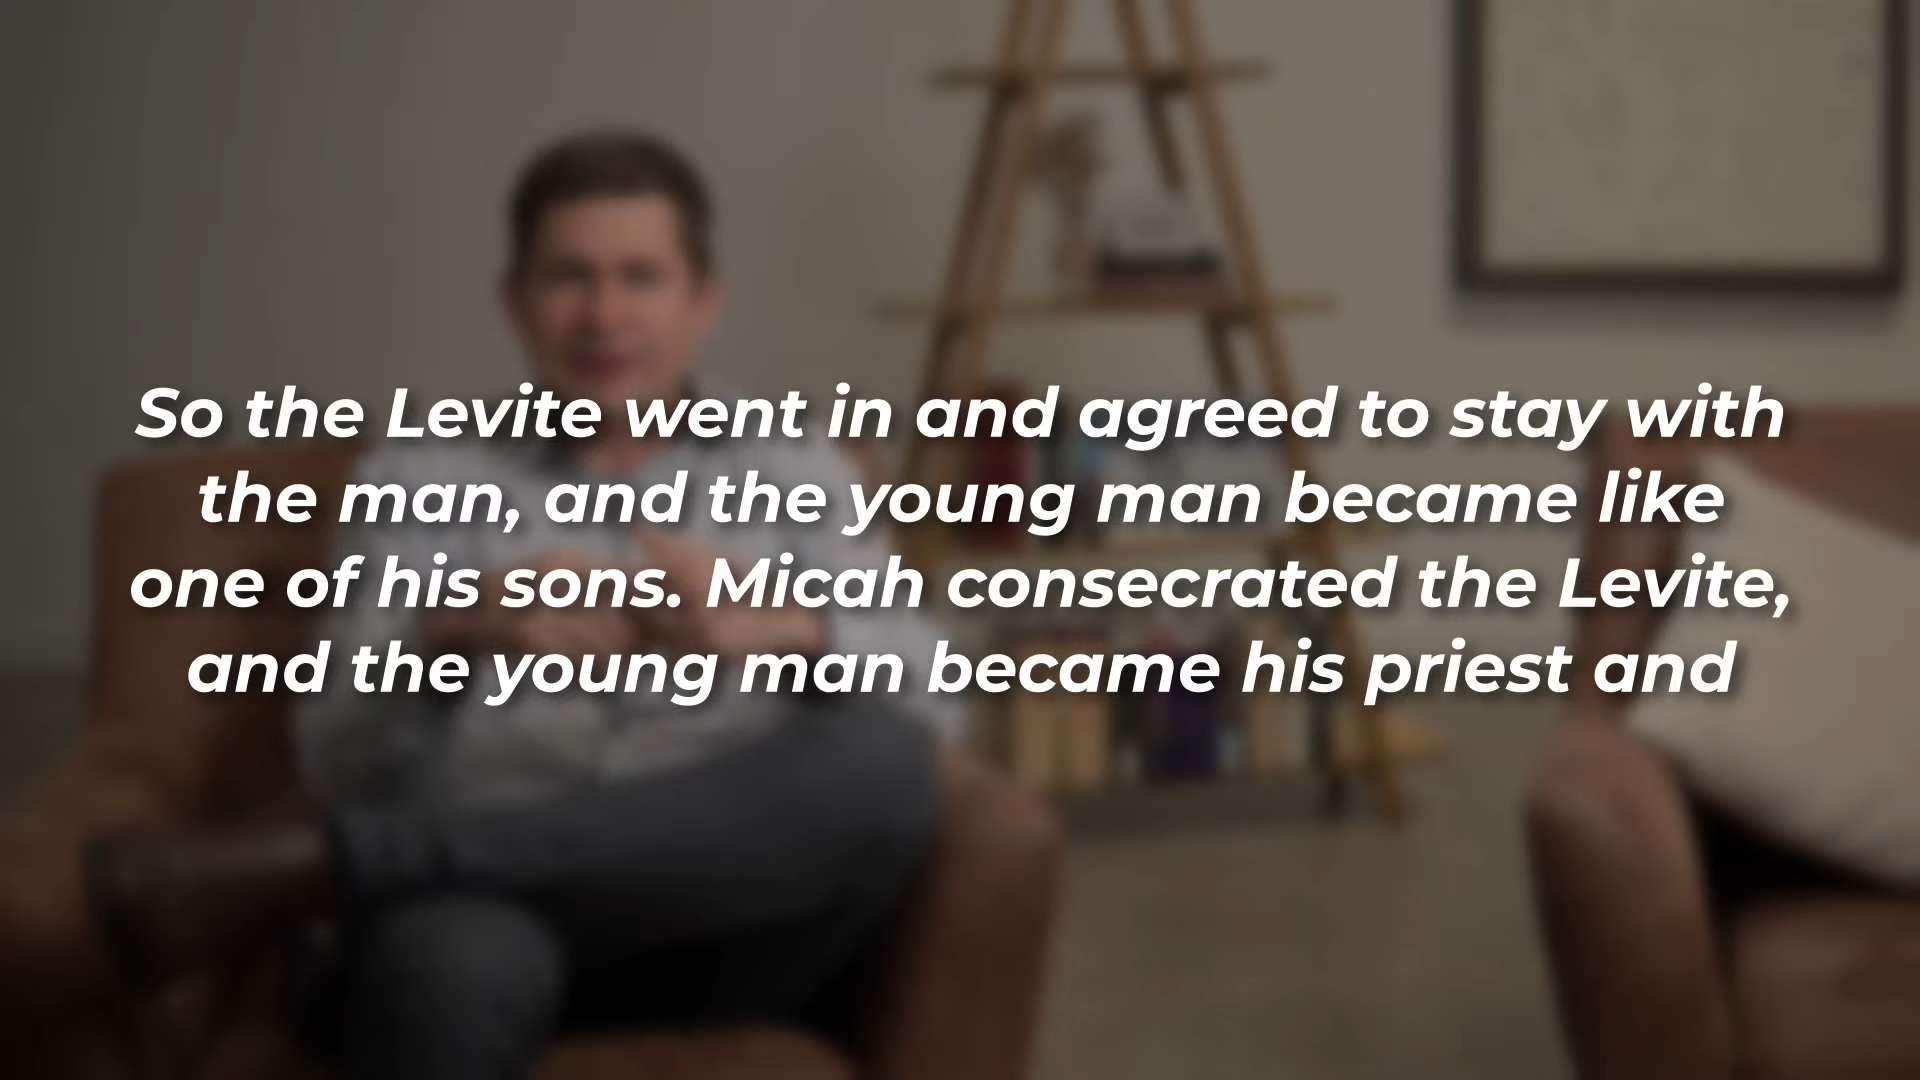 So the Levite went in and agreed to stay with
the man, and the young man became like
one of his sons. Micah consecrated the Levite,
and the young man became his priest and